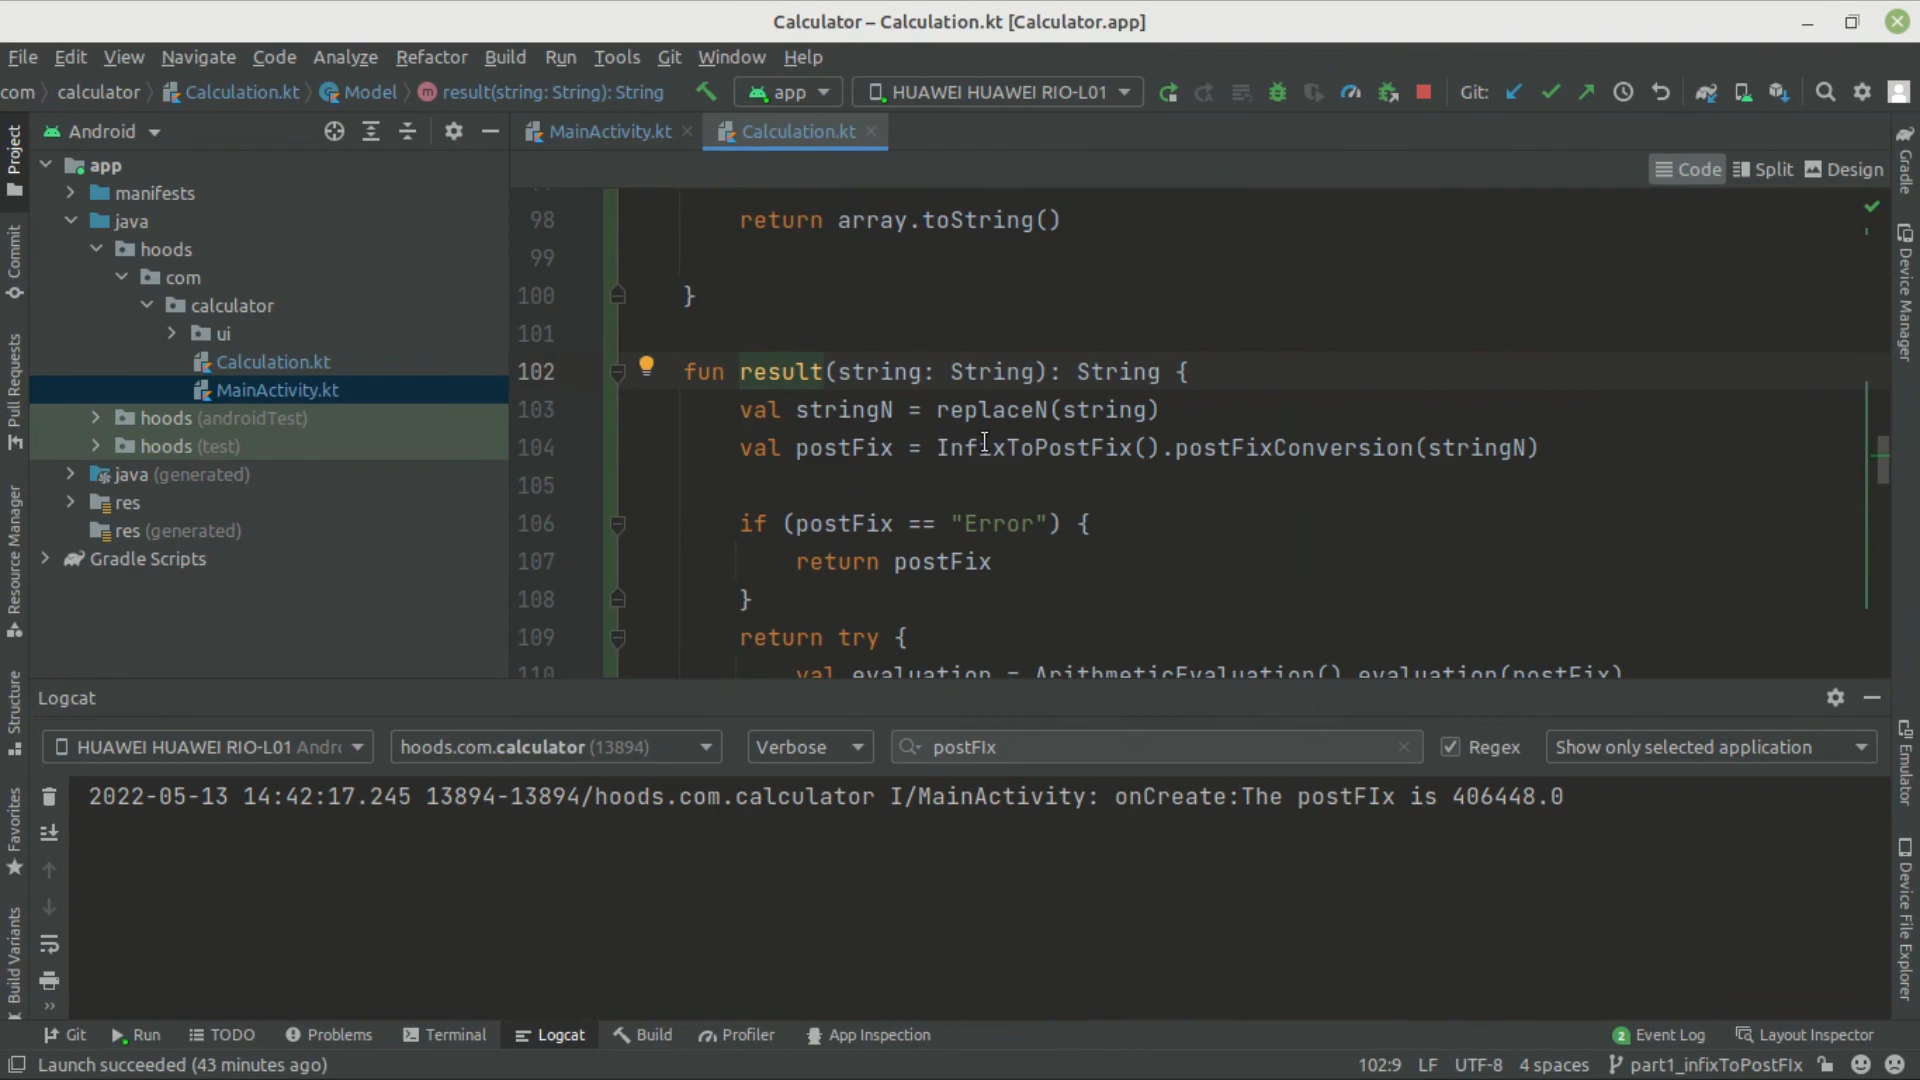 Calculator – Calculation.kt [Calculator.app]
File Edit View Navigate Code Analyze Refactor Build Run Tools Git Window Help
com calculator Calculation.kt Model result(string: String): String app HUAWEI HUAWEI RIO-L01 Git:
Project
Android
MainActivity.kt
Calculation.kt
Code Split Design
app
manifests
java
hoods
com
calculator
ui
Calculation.kt
MainActivity.kt
hoods (androidTest)
hoods (test)
java (generated)
res
res (generated)
Gradle Scripts
98 return array.toString()
99
100 }
101
102 fun result(string: String): String {
103 val stringN = replaceN(string)
104 val postFix = InfixToPostFix().postFixConversion(stringN)
105
106 if (postFix == "Error") {
107 return postFix
108 }
109 return try {
110 val evaluation = ArithmeticEvaluation().evaluation(postFix)
Commit
Pull Requests
Resource Manager
Structure
Favorites
Build Variants
Gradle
Device Manager
Emulator
Device File Explorer
Logcat
HUAWEI HUAWEI RIO-L01 Andrc hoods.com.calculator (13894) Verbose postFIx Regex Show only selected application
2022-05-13 14:42:17.245 13894-13894/hoods.com.calculator I/MainActivity: onCreate:The postFIx is 406448.0
Git Run TODO Problems Terminal Logcat Build Profiler App Inspection 2 Event Log Layout Inspector
Launch succeeded (43 minutes ago) 102:9 LF UTF-8 4 spaces part1_infixToPostFIx